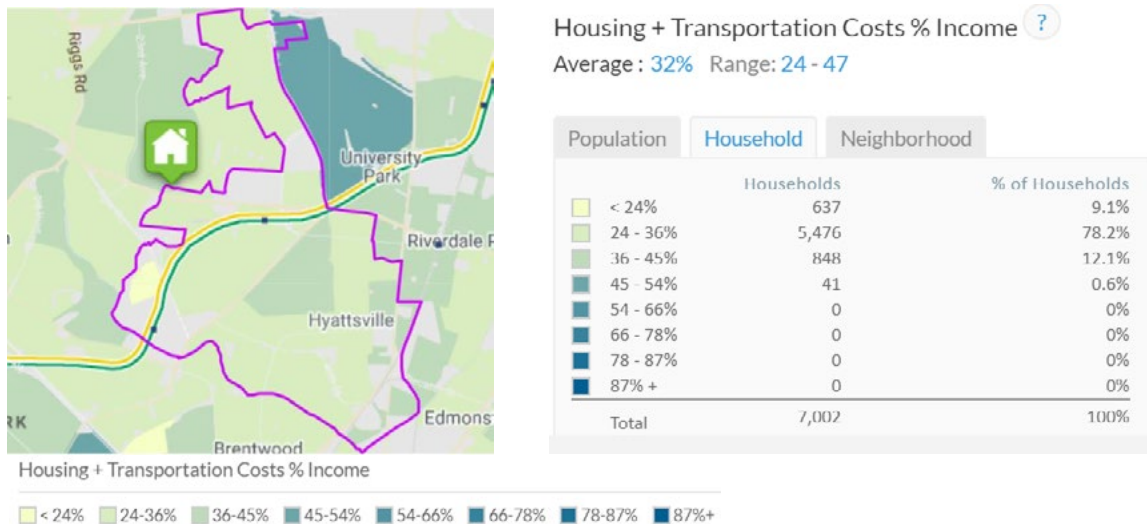 Riggs Rd
University
Park
Riverdale P
Hyattsville
Edmons
RK
Brentwood
Housing + Transportation Costs % Income ?
Average : 32% Range: 24 - 47
Population Household Neighborhood
Households % of Households
< 24% 637 9.1%
24 - 36% 5,476 78.2%
36 - 45% 848 12.1%
45 - 54% 41 0.6%
54 - 66% 0 0%
66 - 78% 0 0%
78 - 87% 0 0%
87% + 0 0%
Total 7,002 100%
Housing + Transportation Costs % Income
< 24% 24-36% 36-45% 45-54% 54-66% 66-78% 78-87% 87%+